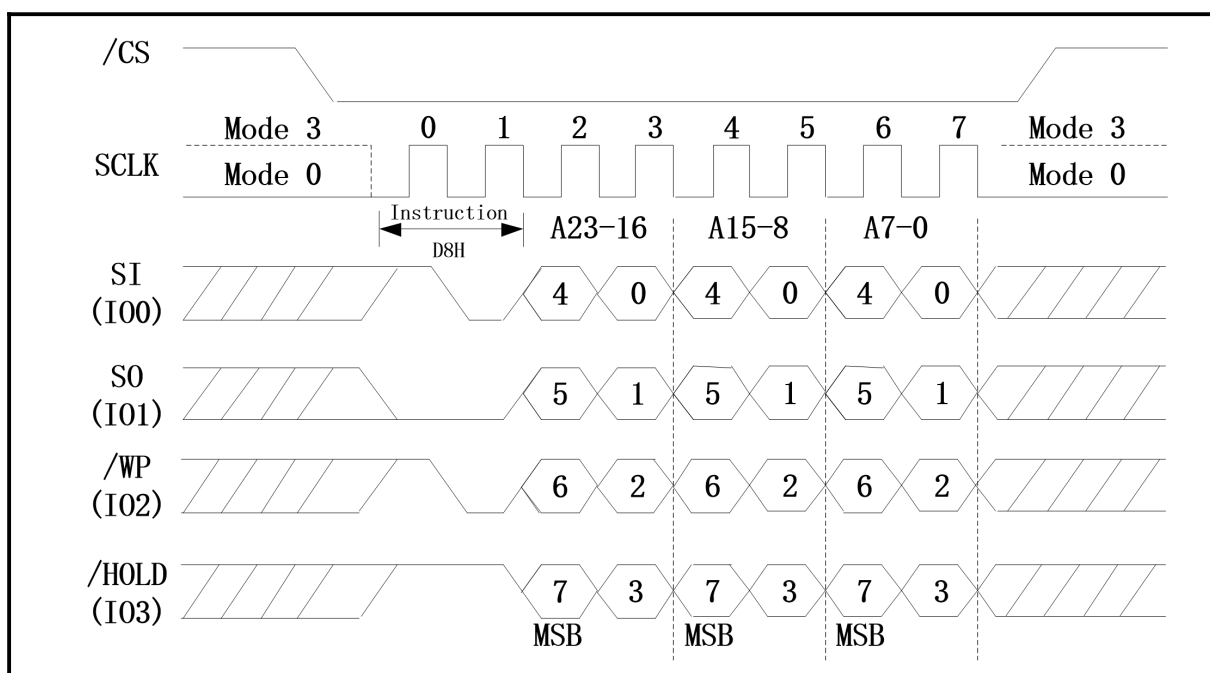 /CS
Mode 3 0 1 2 3 4 5 6 7 Mode 3
SCLK
Mode 0 Mode 0
Instruction A23-16 A15-8 A7-0
D8H
SI
(IO0) 4 0 4 0 4 0
SO
(IO1) 5 1 5 1 5 1
/WP
(IO2) 6 2 6 2 6 2
/HOLD
(IO3) 7 3 7 3 7 3
MSB MSB MSB